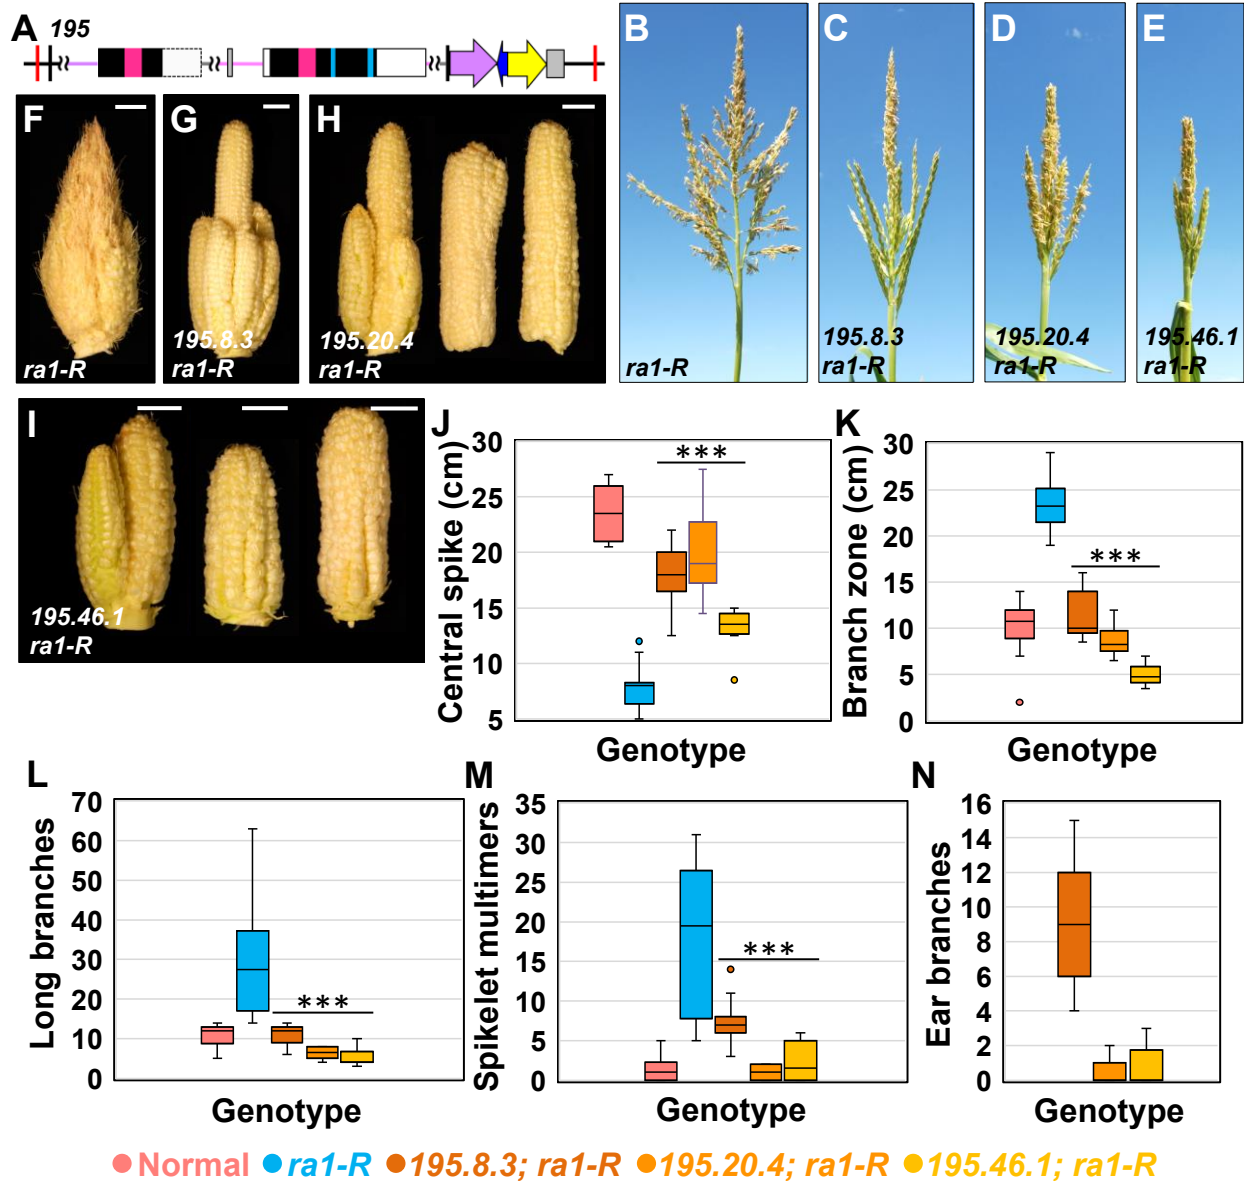 A
195
B
C
D
E
ra1-R
195.8.3
ra1-R
195.20.4
ra1-R
195.46.1
ra1-R
F
G
H
ra1-R
195.8.3
ra1-R
195.20.4
ra1-R
I
195.46.1
ra1-R
J
Central spike (cm)
30
25
20
15
10
5
***
Genotype
K
Branch zone (cm)
30
25
20
15
10
5
0
***
Genotype
L
Long branches
70
60
50
40
30
20
10
0
***
Genotype
M
Spikelet multimers
35
30
25
20
15
10
5
0
***
Genotype
N
Ear branches
16
14
12
10
8
6
4
2
0
Genotype
Normal ra1-R 195.8.3; ra1-R 195.20.4; ra1-R 195.46.1; ra1-R